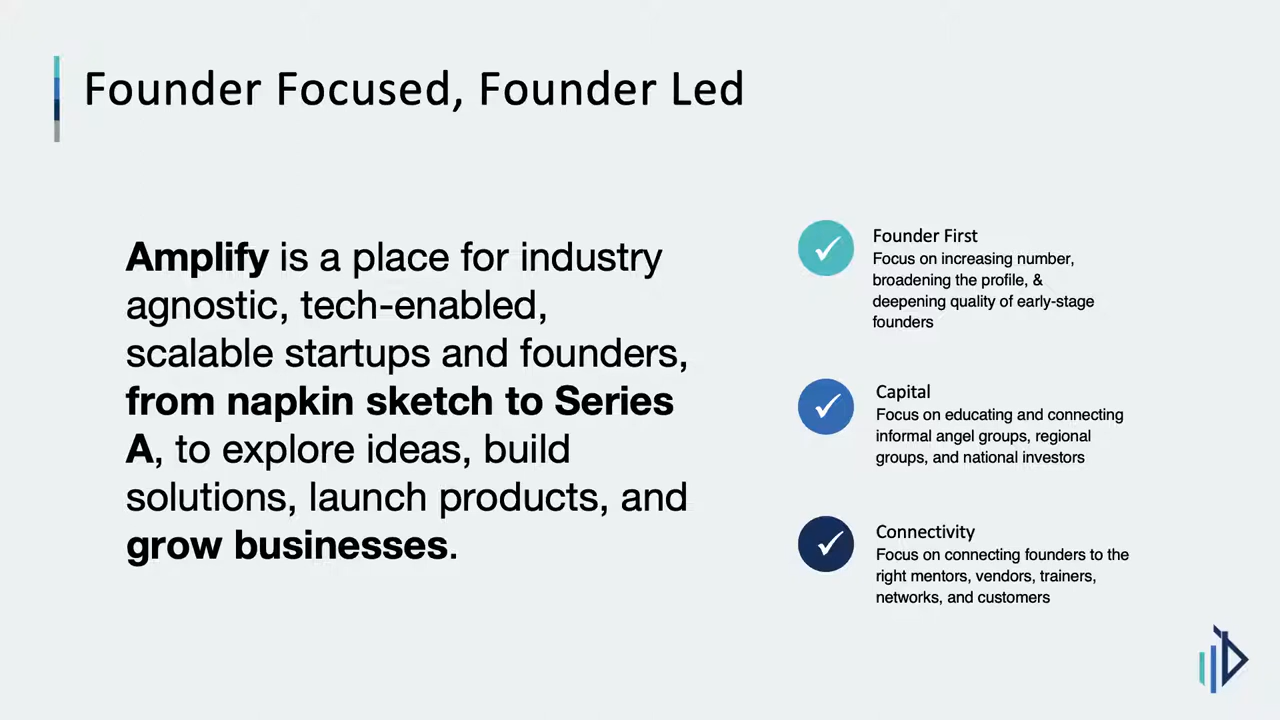 Founder Focused, Founder Led
Amplify is a place for industry
agnostic, tech-enabled,
scalable startups and founders,
from napkin sketch to Series
A, to explore ideas, build
solutions, launch products, and
grow businesses.
Founder First
Focus on increasing number,
broadening the profile, &
deepening quality of early-stage
founders
Capital
Focus on educating and connecting
informal angel groups, regional
groups, and national investors
Connectivity
Focus on connecting founders to the
right mentors, vendors, trainers,
networks, and customers